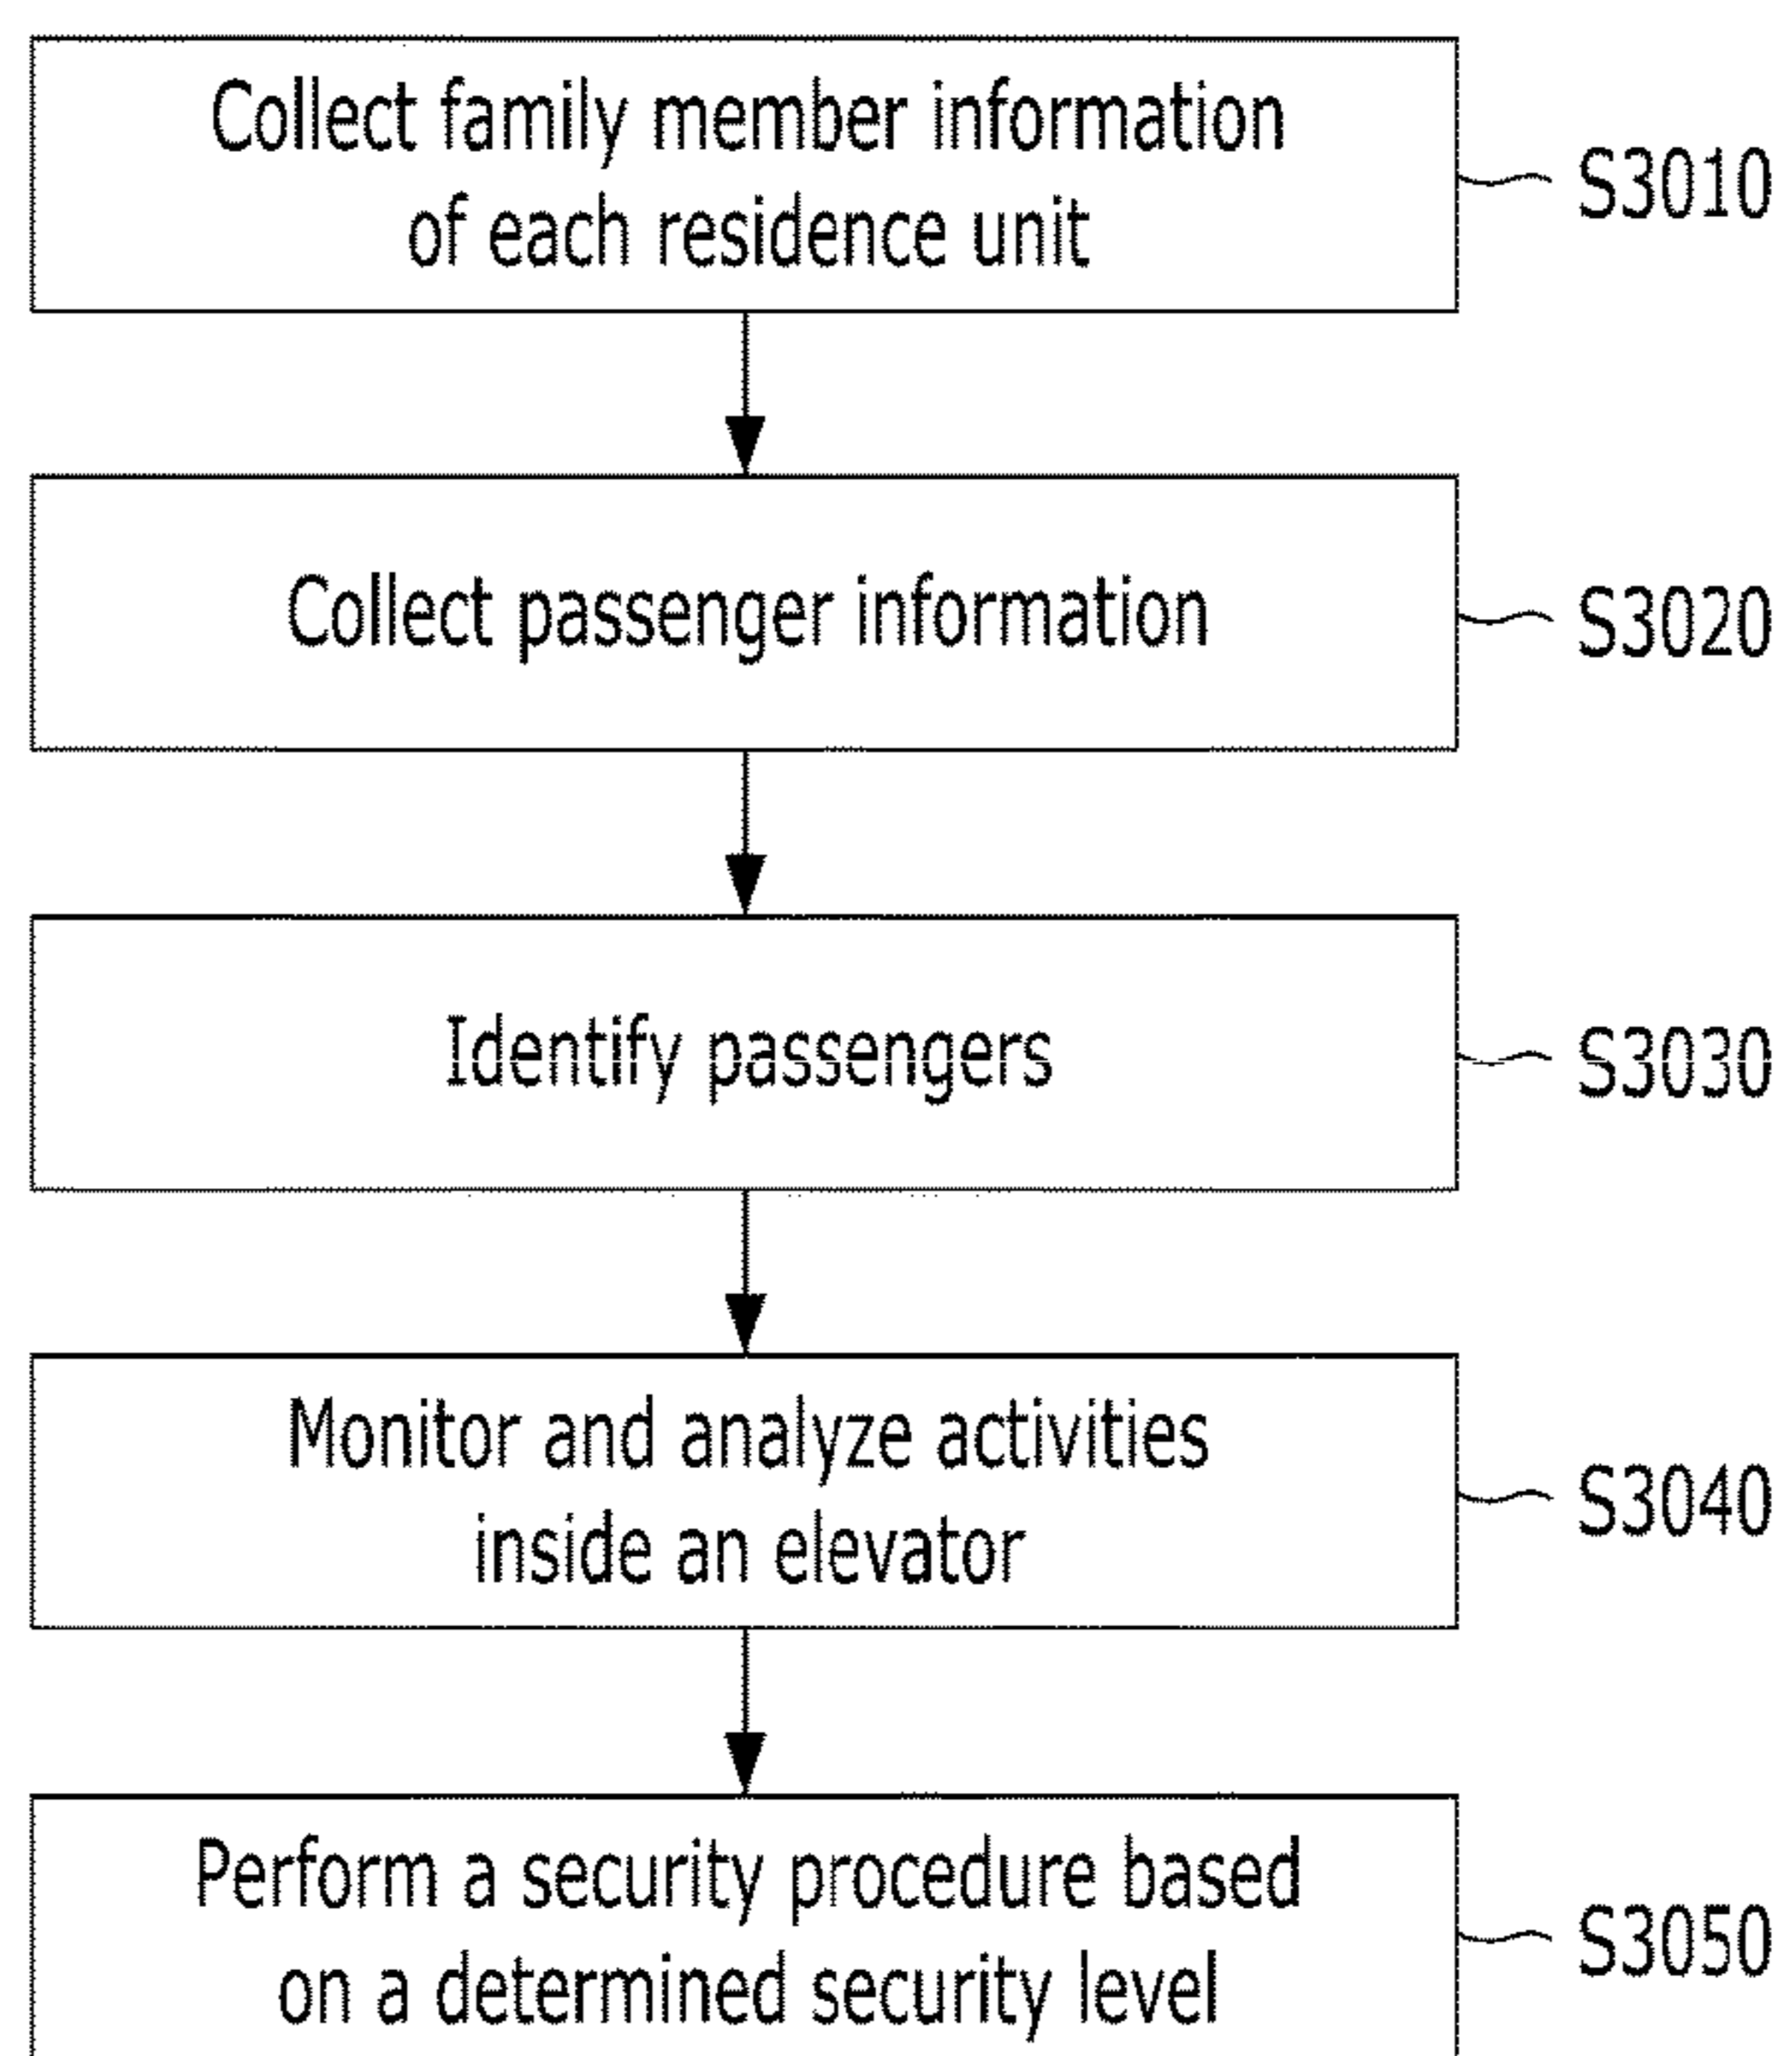 Collect family member information
of each residence unit
S3010
Collect passenger information
S3020
Identify passengers
S3030
Monitor and analyze activities
inside an elevator
S3040
Perform a security procedure based
on a determined security level
S3050